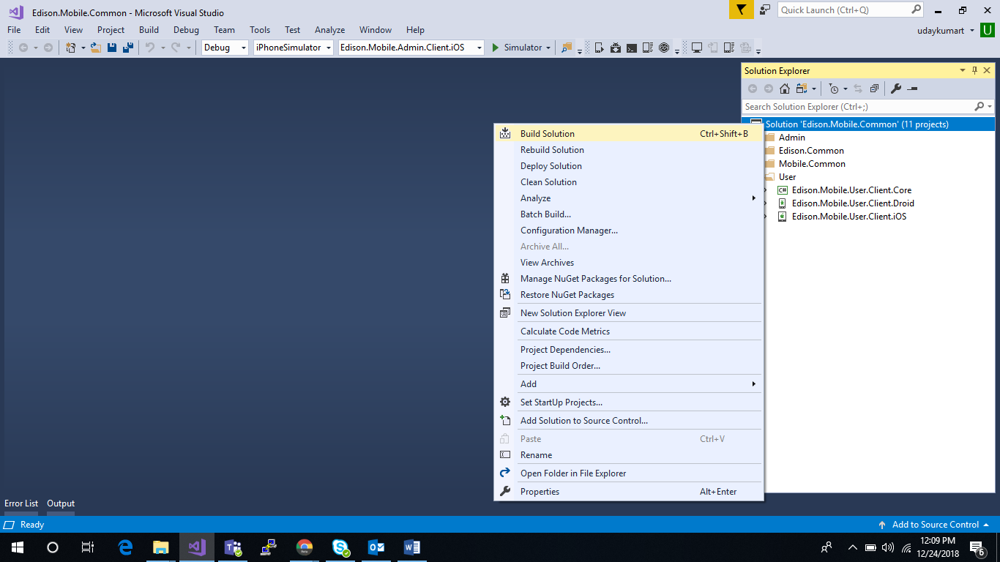 Edison.Mobile.Common - Microsoft Visual Studio
Quick Launch (Ctrl+Q)
File Edit View Project Build Debug Team Tools Test Analyze Window Help
udaykumart U
Debug iPhoneSimulator Edison.Mobile.Admin.Client.iOS Simulator
Solution Explorer
Search Solution Explorer (Ctrl+;)
Solution 'Edison.Mobile.Common' (11 projects)
Admin
Edison.Common
Mobile.Common
User
C# Edison.Mobile.User.Client.Core
Edison.Mobile.User.Client.Droid
Edison.Mobile.User.Client.iOS
Build Solution Ctrl+Shift+B
Rebuild Solution
Deploy Solution
Clean Solution
Analyze
Batch Build...
Configuration Manager...
Archive All...
View Archives
Manage NuGet Packages for Solution...
Restore NuGet Packages
New Solution Explorer View
Calculate Code Metrics
Project Dependencies...
Project Build Order...
Add
Set StartUp Projects...
Add Solution to Source Control...
Paste Ctrl+V
Rename
Open Folder in File Explorer
Properties Alt+Enter
Error List Output
Ready
Add to Source Control
12:09 PM
12/24/2018
6